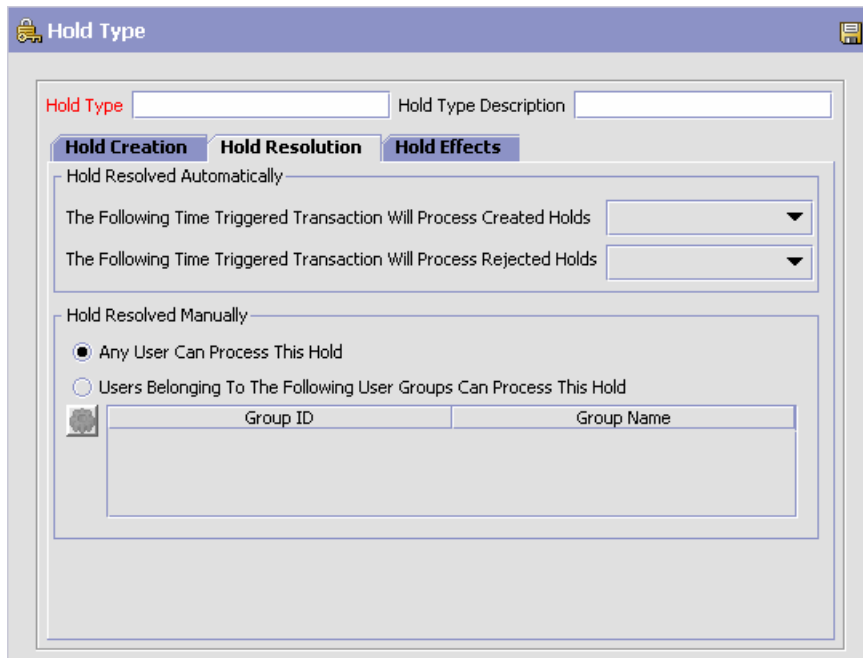 Hold Type
Hold Type Hold Type Description
Hold Creation Hold Resolution Hold Effects
Hold Resolved Automatically
The Following Time Triggered Transaction Will Process Created Holds
The Following Time Triggered Transaction Will Process Rejected Holds
Hold Resolved Manually
Any User Can Process This Hold
Users Belonging To The Following User Groups Can Process This Hold
Group ID Group Name